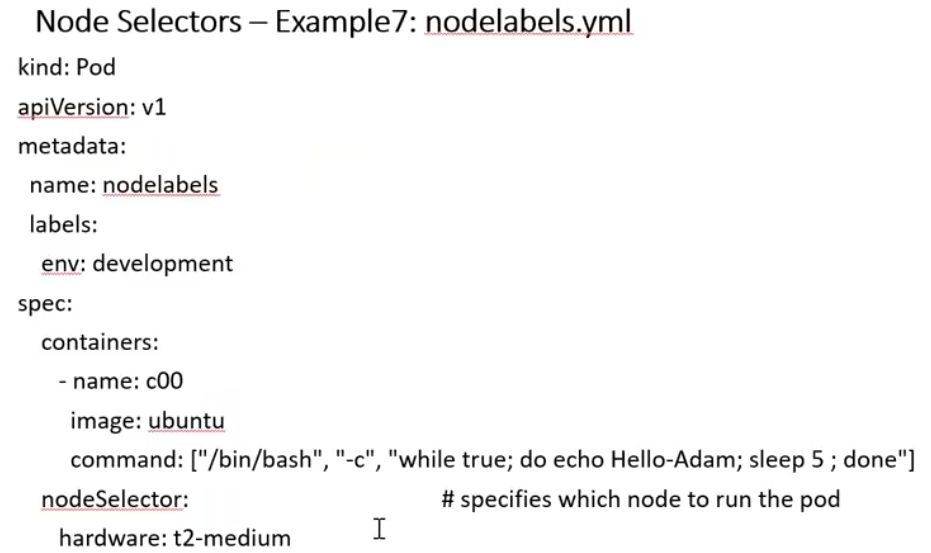 Node Selectors – Example7: nodelabels.yml
kind: Pod
apiVersion: v1
metadata:
  name: nodelabels
  labels:
    env: development
spec:
    containers:
      - name: c00
        image: ubuntu
        command: ["/bin/bash", "-c", "while true; do echo Hello-Adam; sleep 5 ; done"]
    nodeSelector:                                         # specifies which node to run the pod
      hardware: t2-medium